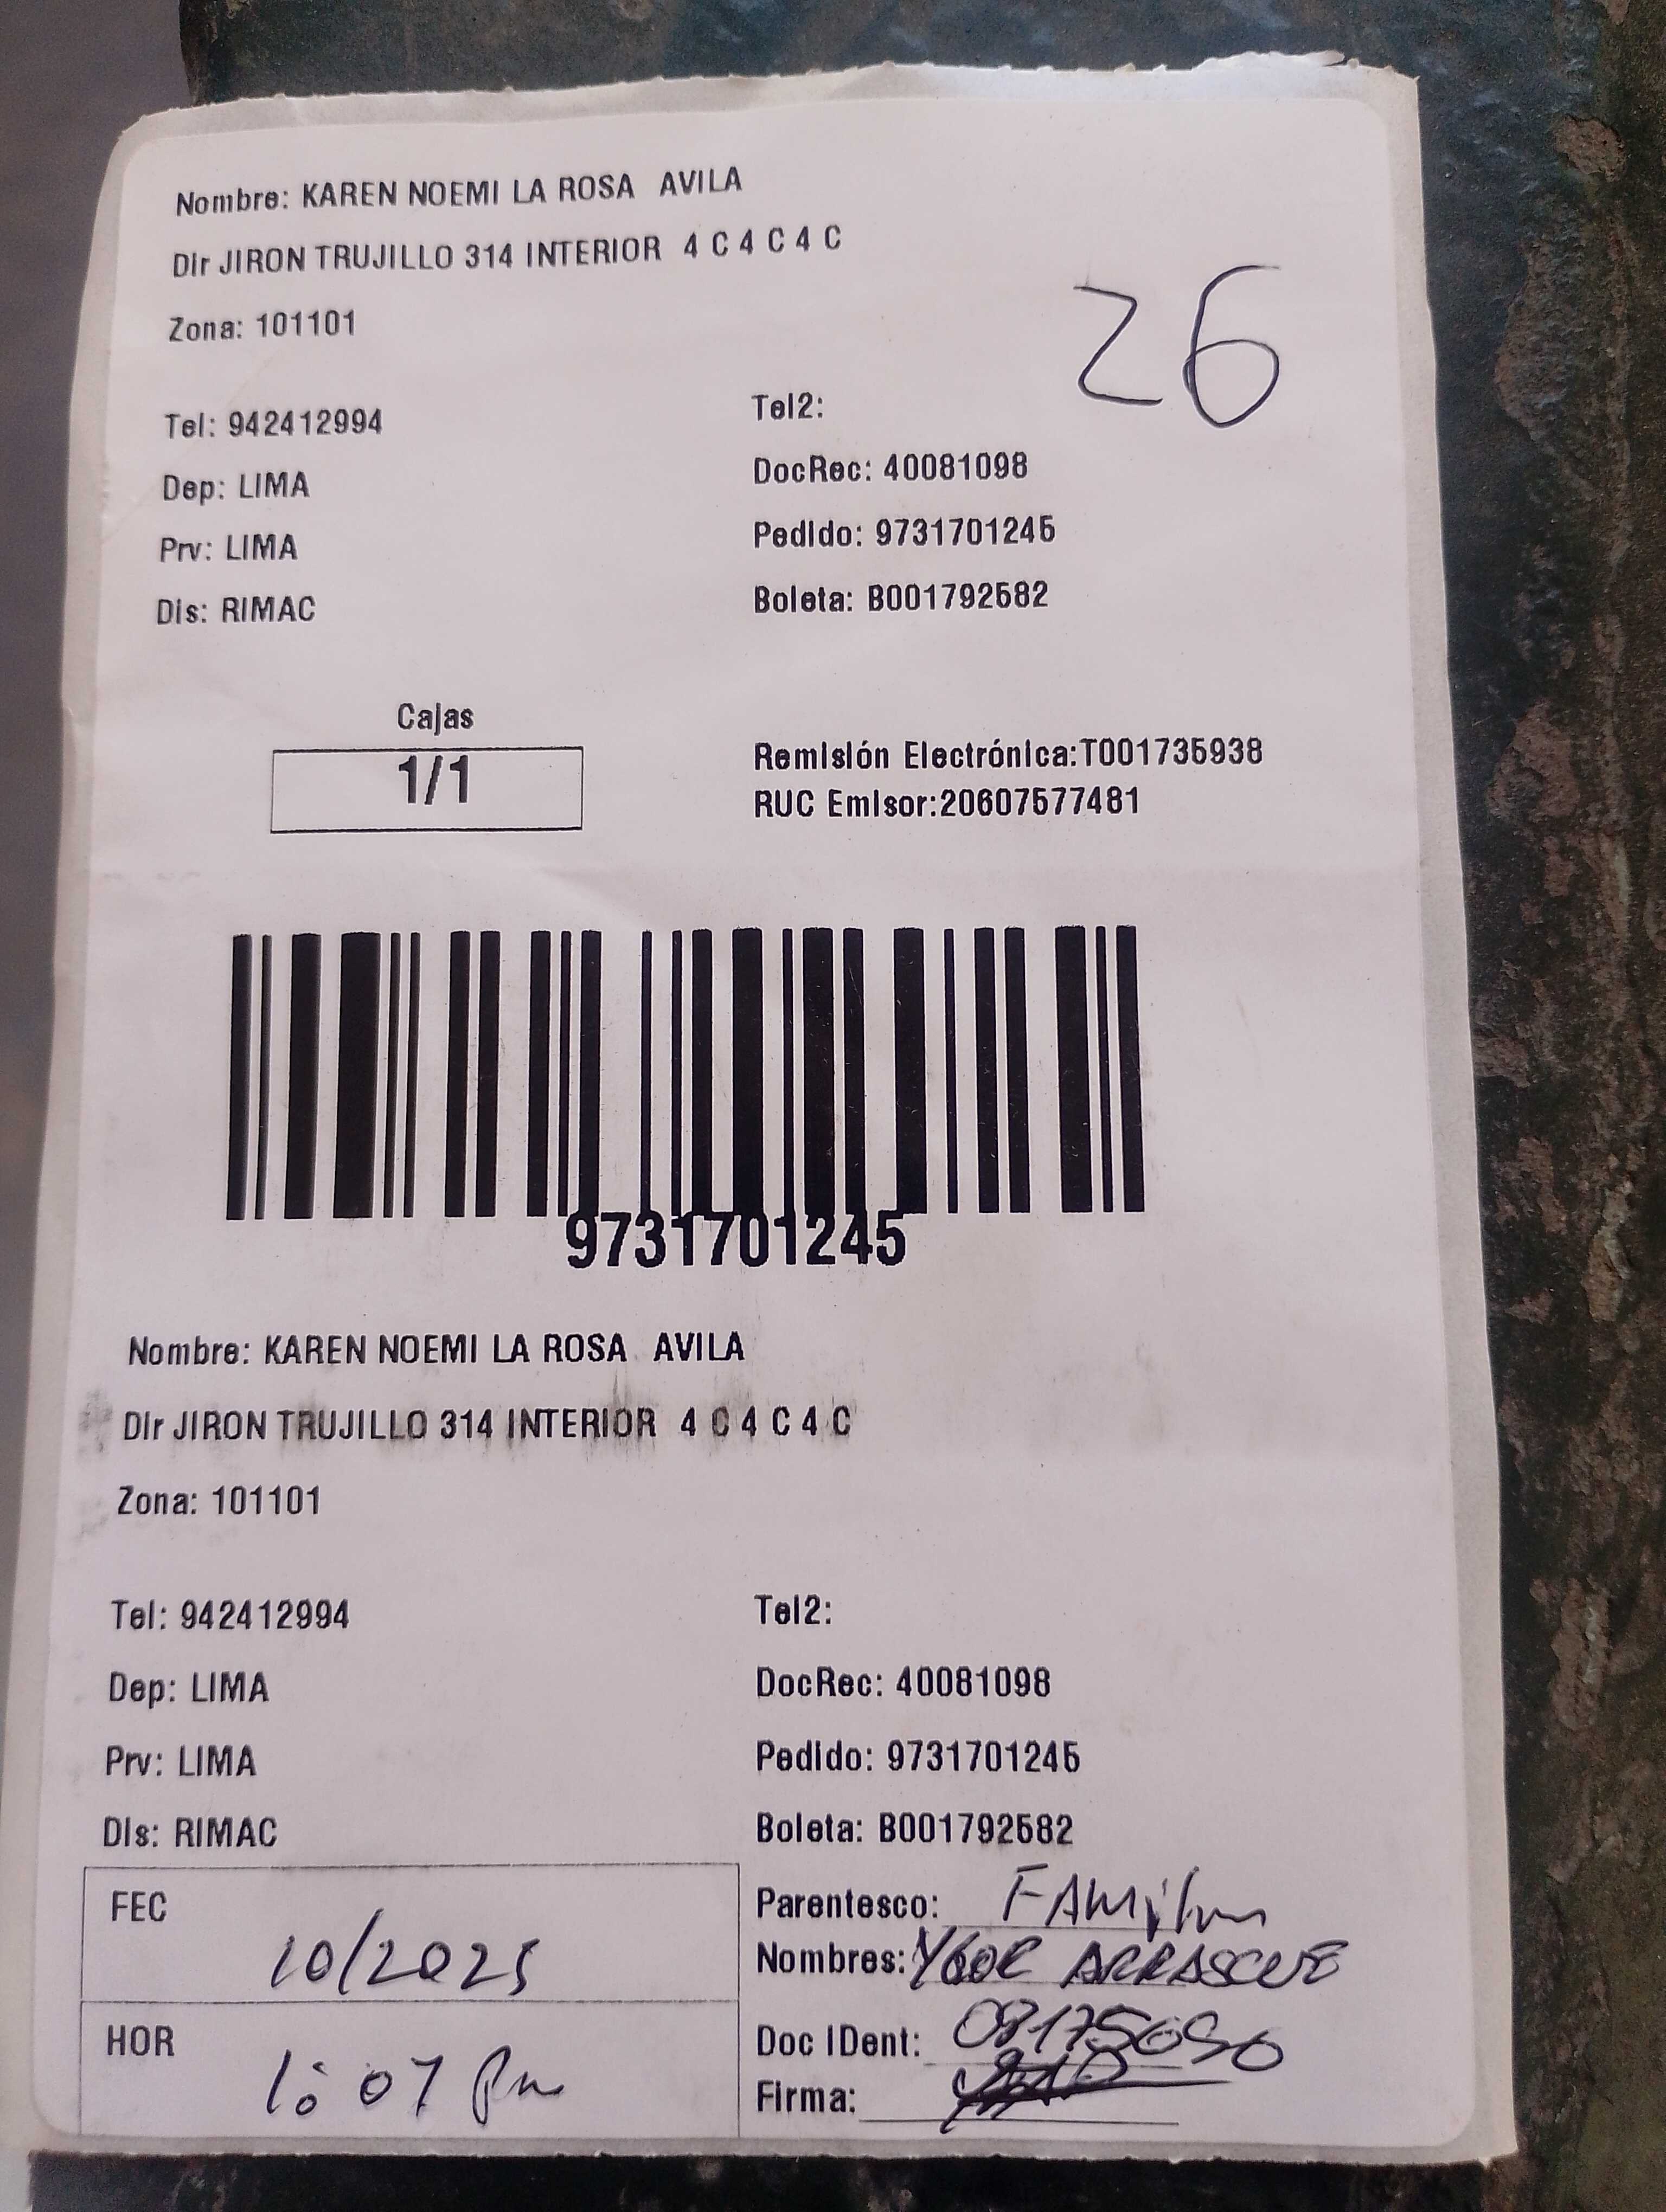 Nombre: KAREN NOEMI LA ROSA AVILA
Dir JIRON TRUJILLO 314 INTERIOR 4 C 4 C 4 C
26
Zona: 101101
Tel: 942412994 Tel2:
Dep: LIMA DocRec: 40081098
Prv: LIMA Pedido: 9731701245
Dis: RIMAC Boleta: B001792582
Cajas
1/1
Remisión Electrónica:T001735938
RUC Emisor:20607577481
9731701245
Nombre: KAREN NOEMI LA ROSA AVILA
Dir JIRON TRUJILLO 314 INTERIOR 4 C 4 C 4 C
Zona: 101101
Tel: 942412994 Tel2:
Dep: LIMA DocRec: 40081098
Prv: LIMA Pedido: 9731701245
Dis: RIMAC Boleta: B001792582
FEC 10/2025
Parentesco: FAMiliar
Nombres: YGOR ARRASCUE
HOR 1:07 pm
Doc IDent:
Firma: